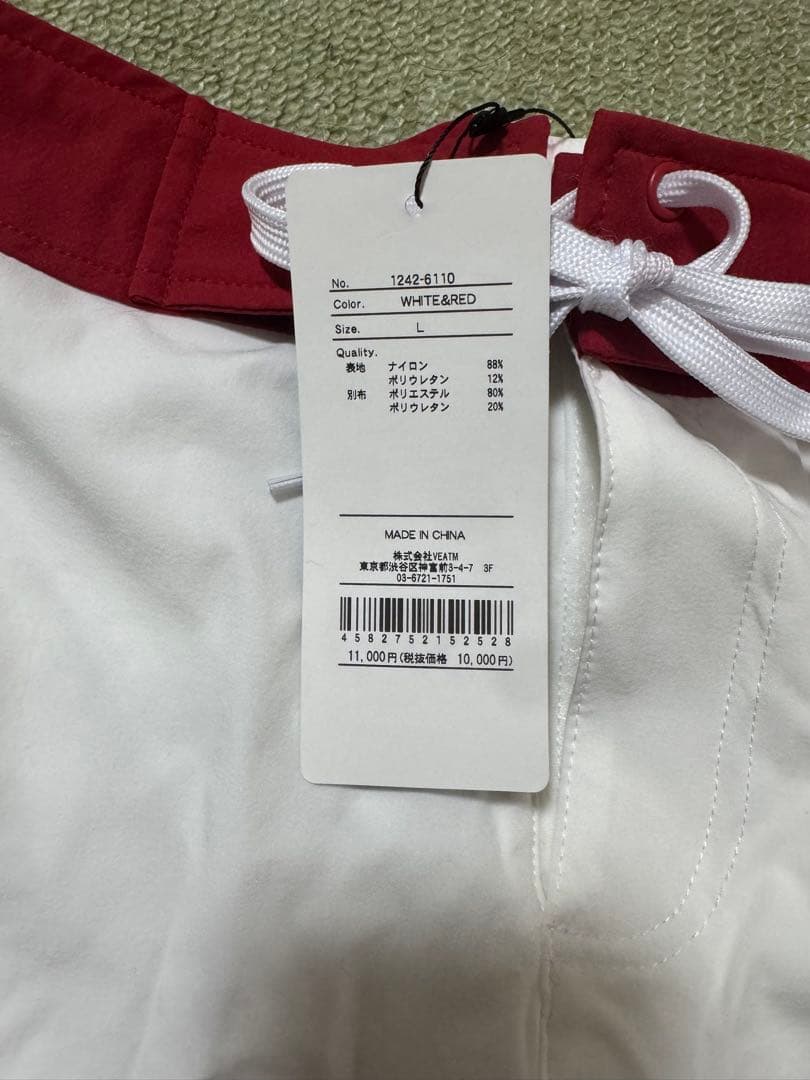 No. 1242-6110
Color. WHITE&RED
Size. L
Quality.
表地 ナイロン 88%
ポリウレタン 12%
別布 ポリエステル 80%
ポリウレタン 20%
MADE IN CHINA
株式会社VEATM
東京都渋谷区神宮前3-4-7 3F
03-6721-1751
4582752152528
11,000円(税抜価格 10,000円)